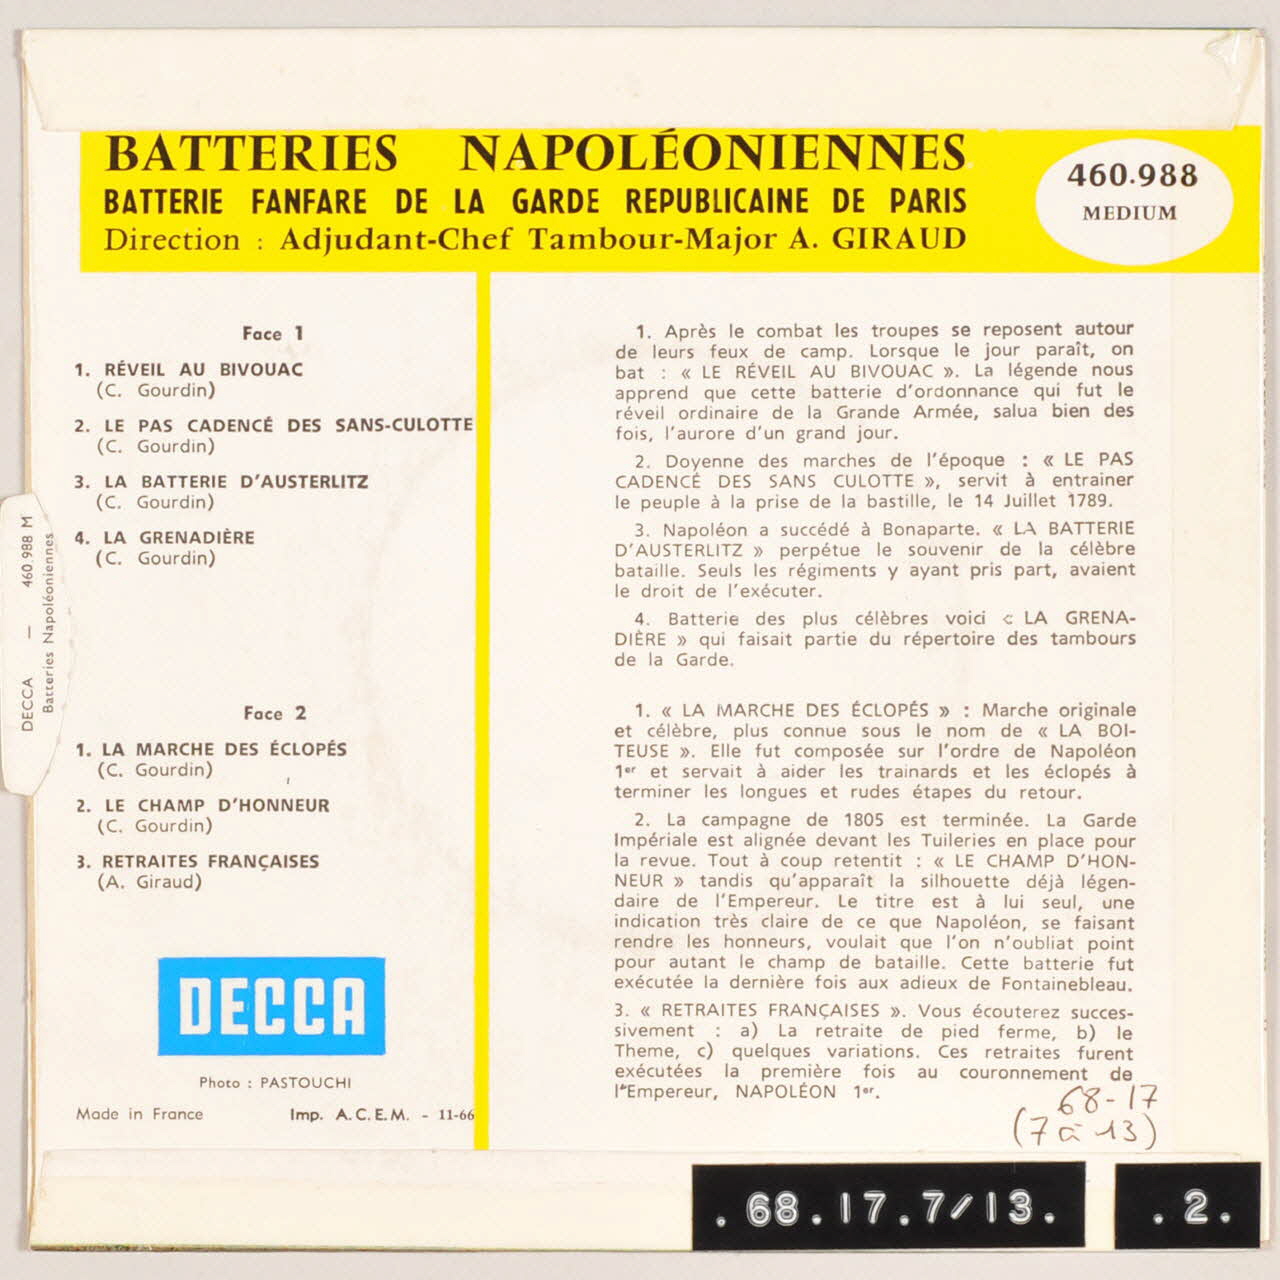 BATTERIES NAPOLÉONIENNES
BATTERIE FANFARE DE LA GARDE REPUBLICAINE DE PARIS
Direction : Adjudant-Chef Tambour-Major A. GIRAUD
460.988
MEDIUM
Face 1
1. RÉVEIL AU BIVOUAC
(C. Gourdin)
2. LE PAS CADENCÉ DES SANS-CULOTTE
(C. Gourdin)
3. LA BATTERIE D'AUSTERLITZ
(C. Gourdin)
4. LA GRENADIÈRE
(C. Gourdin)
Face 2
1. LA MARCHE DES ÉCLOPÉS
(C. Gourdin)
2. LE CHAMP D'HONNEUR
(C. Gourdin)
3. RETRAITES FRANÇAISES
(A. Giraud)
DECCA
Photo : PASTOUCHI
Made in France
Imp. A.C.E.M. - 11-66
1. Après le combat les troupes se reposent autour
de leurs feux de camp. Lorsque le jour paraît, on
bat : « LE RÉVEIL AU BIVOUAC ». La légende nous
apprend que cette batterie d'ordonnance qui fut le
réveil ordinaire de la Grande Armée, salua bien des
fois, l'aurore d'un grand jour.
2. Doyenne des marches de l'époque : « LE PAS
CADENCÉ DES SANS CULOTTE », servit à entrainer
le peuple à la prise de la bastille, le 14 Juillet 1789.
3. Napoléon a succédé à Bonaparte. « LA BATTERIE
D'AUSTERLITZ » perpétue le souvenir de la célèbre
bataille. Seuls les régiments y ayant pris part, avaient
le droit de l'exécuter.
4. Batterie des plus célèbres voici « LA GRENA-
DIÈRE » qui faisait partie du répertoire des tambours
de la Garde.
1. « LA MARCHE DES ÉCLOPÉS » : Marche originale
et célèbre, plus connue sous le nom de « LA BOI-
TEUSE ». Elle fut composée sur l'ordre de Napoléon
1er et servait à aider les trainards et les éclopés à
terminer les longues et rudes étapes du retour.
2. La campagne de 1805 est terminée. La Garde
Impériale est alignée devant les Tuileries en place pour
la revue. Tout à coup retentit : « LE CHAMP D'HON-
NEUR » tandis qu'apparaît la silhouette déjà légen-
daire de l'Empereur. Le titre est à lui seul, une
indication très claire de ce que Napoléon, se faisant
rendre les honneurs, voulait que l'on n'oubliat point
pour autant le champ de bataille. Cette batterie fut
exécutée la dernière fois aux adieux de Fontainebleau.
3. « RETRAITES FRANÇAISES ». Vous écouterez succes-
sivement : a) La retraite de pied ferme, b) le
Theme, c) quelques variations. Ces retraites furent
exécutées la première fois au couronnement de
l'Empereur, NAPOLÉON 1er.
68-17
(7 à 13)
.68.17.7/13.
.2.
DECCA — 460.988 M
Batteries Napoléoniennes